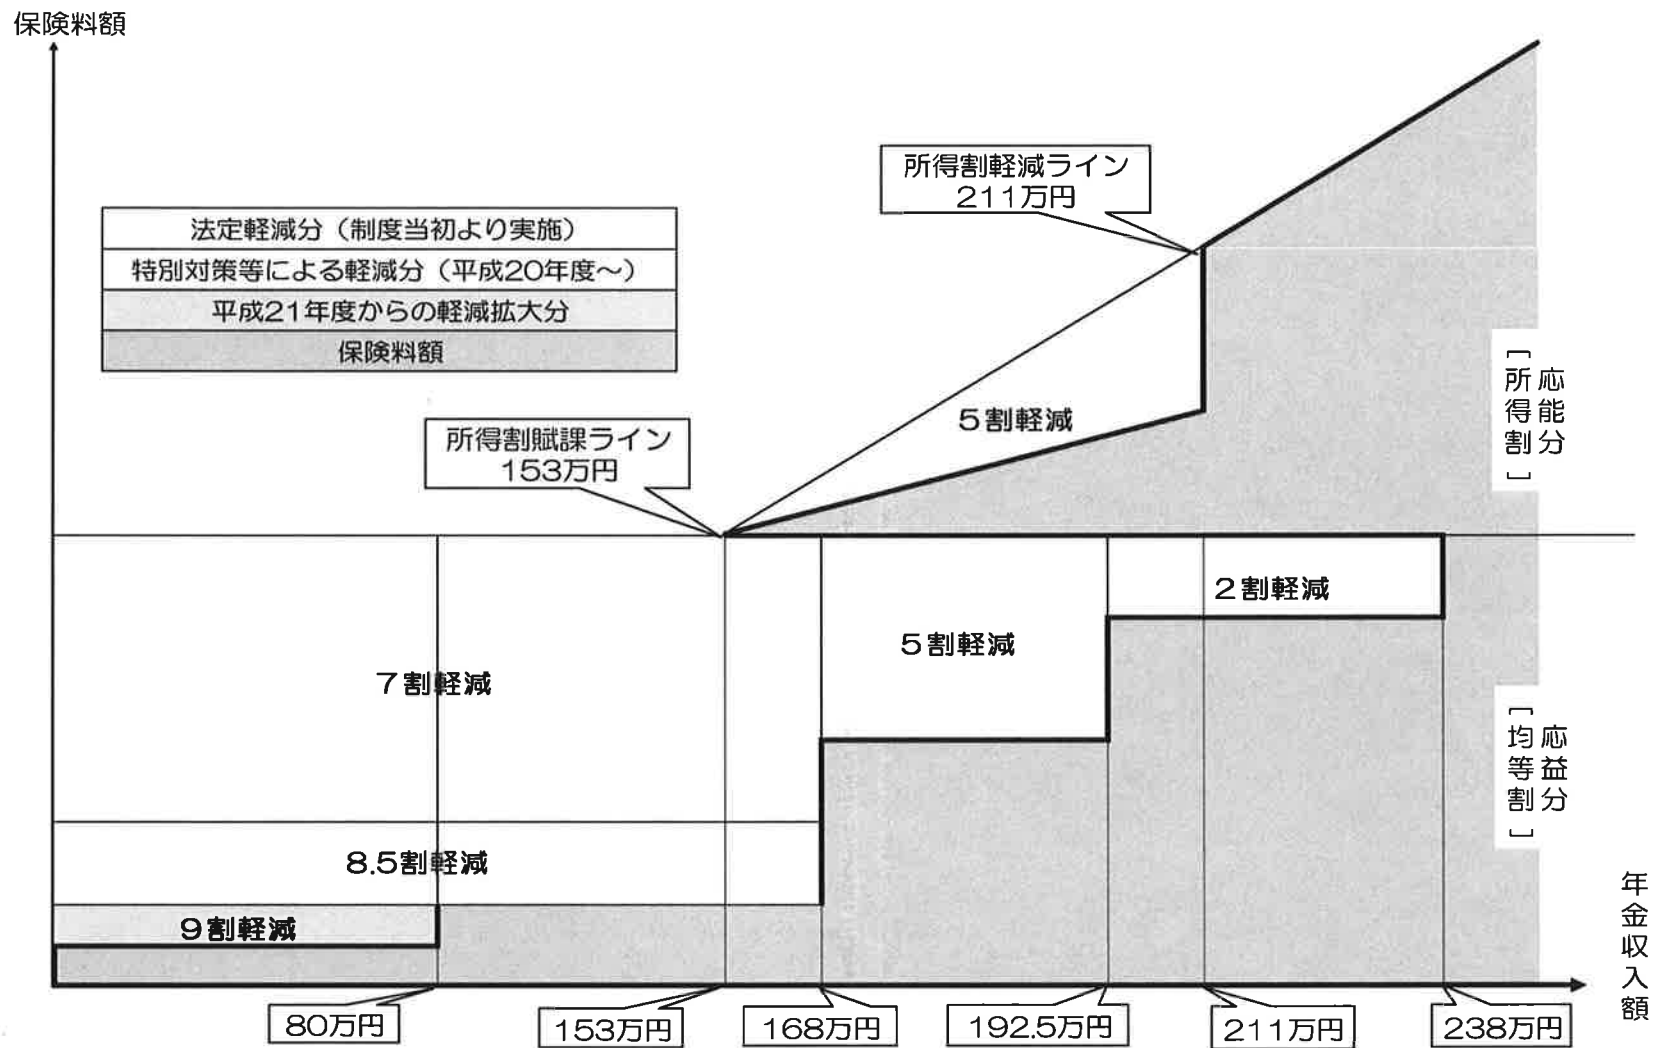 保険料額
所得割軽減ライン
211万円
法定軽減分（制度当初より実施）
特別対策等による軽減分（平成20年度～）
平成21年度からの軽減拡大分
保険料額
所得割賦課ライン
153万円
5割軽減
応能分
［所得割］
2割軽減
5割軽減
7割軽減
応益分
［均等割］
8.5割軽減
9割軽減
年金収入額
80万円
153万円
168万円
192.5万円
211万円
238万円